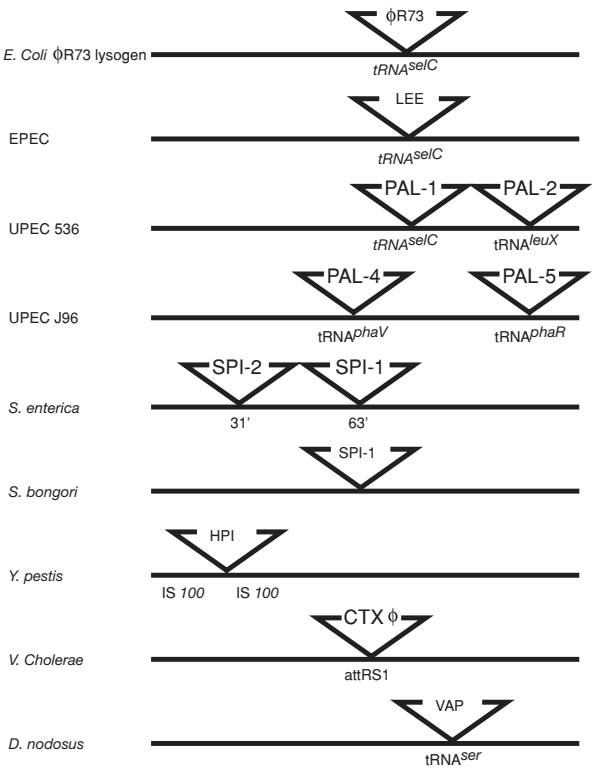 ϕR73
E. Coli ϕR73 lysogen
tRNAselC
LEE
EPEC
tRNAselC
PAL-1 PAL-2
UPEC 536
tRNAselC tRNAleuX
PAL-4 PAL-5
UPEC J96
tRNAphaV tRNAphaR
SPI-2 SPI-1
S. enterica
31' 63'
SPI-1
S. bongori
HPI
Y. pestis
IS 100 IS 100
CTX ϕ
V. Cholerae
attRS1
VAP
D. nodosus
tRNAser